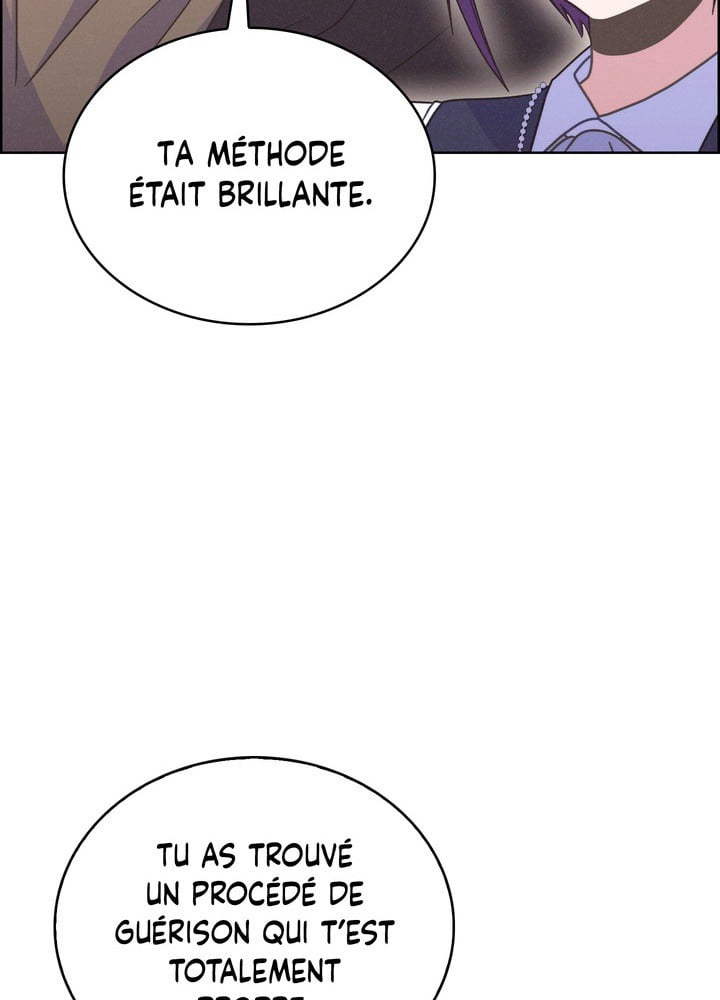 TA MÉTHODE
ÉTAIT BRILLANTE.
TU AS TROUVÉ
UN PROCÉDÉ DE
GUÉRISON QUI T'EST
TOTALEMENT